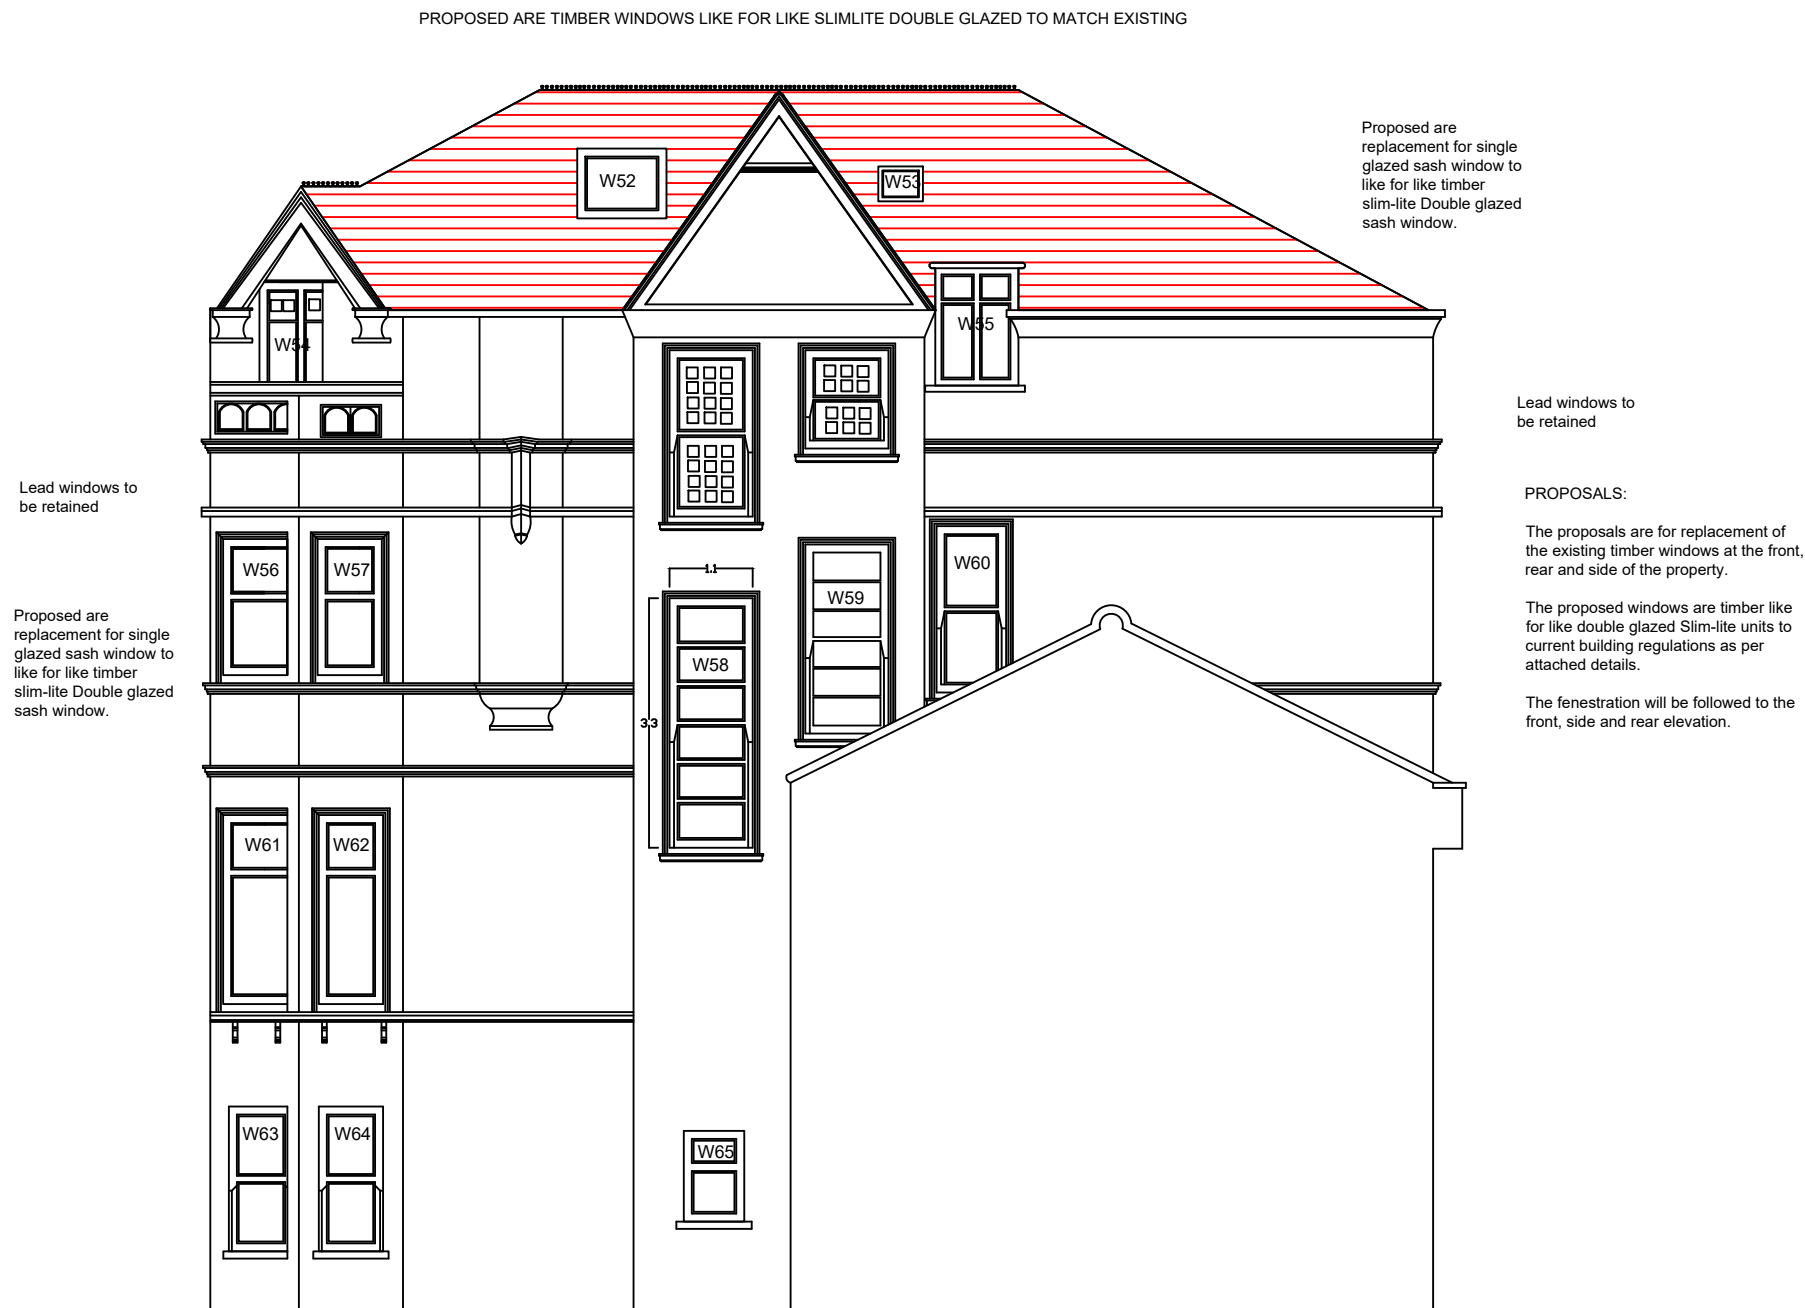 PROPOSED ARE TIMBER WINDOWS LIKE FOR LIKE SLIMLITE DOUBLE GLAZED TO MATCH EXISTING
Proposed are
replacement for single
glazed sash window to
like for like timber
slim-lite Double glazed
sash window.
W52
W53
W55
W54
Lead windows to
be retained
Lead windows to
be retained
PROPOSALS:
The proposals are for replacement of
the existing timber windows at the front,
rear and side of the property.
The proposed windows are timber like
for like double glazed Slim-lite units to
current building regulations as per
attached details.
The fenestration will be followed to the
front, side and rear elevation.
W56
W57
1.1
W60
W59
Proposed are
replacement for single
glazed sash window to
like for like timber
slim-lite Double glazed
sash window.
W58
3.3
W61
W62
W63
W64
W65